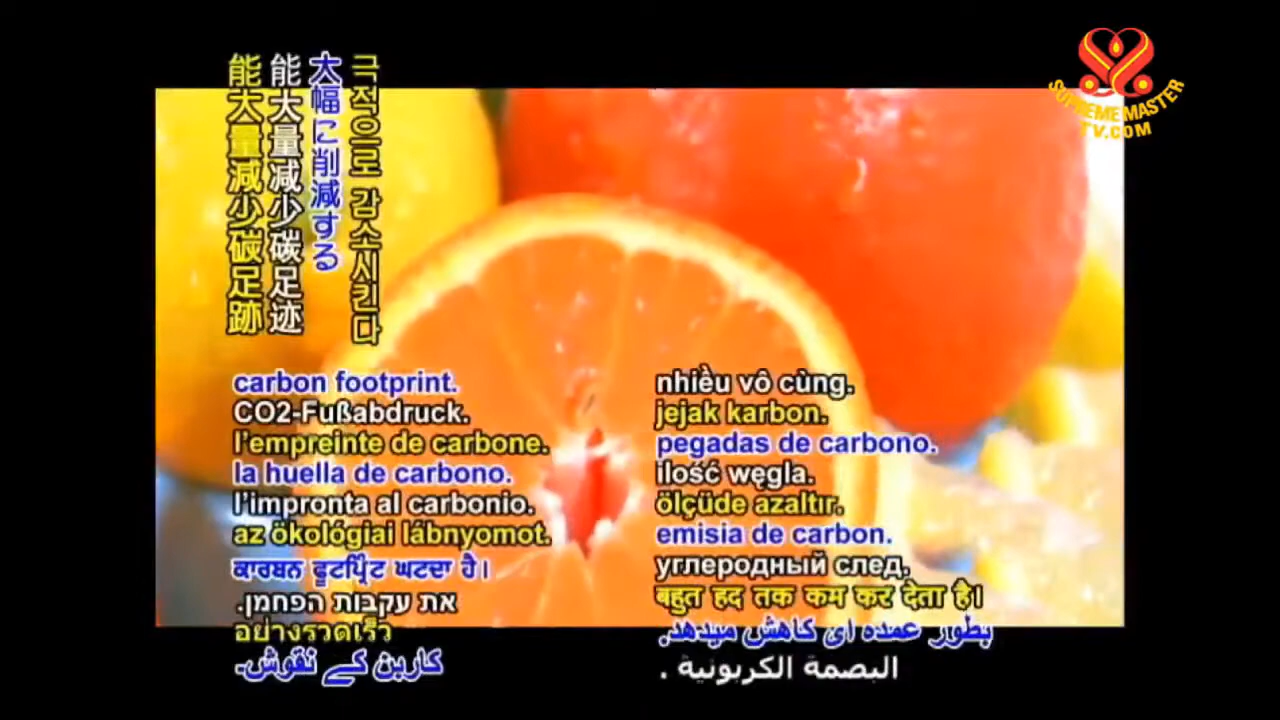 能大量減少碳足跡
能大量减少碳足迹
大幅に削減する
극적으로 감소시킨다
SUPREME MASTER
TV.COM
carbon footprint.
CO2-Fußabdruck.
l'empreinte de carbone.
la huella de carbono.
l'impronta al carbonio.
az ökológiai lábnyomot.
ਕਾਰਬਨ ਫੂਟਪ੍ਰਿੰਟ ਘਟਦਾ ਹੈ।
את עקבות הפחמן.
อย่างรวดเร็ว
کاربن کے نقوش۔
nhiều vô cùng.
jejak karbon.
pegadas de carbono.
ilość węgla.
ölçüde azaltır.
emisia de carbon.
углеродный след,
बहुत हद तक कम कर देता है।
بطور عمده ای کاهش میدهد.
البصمة الكربونية .